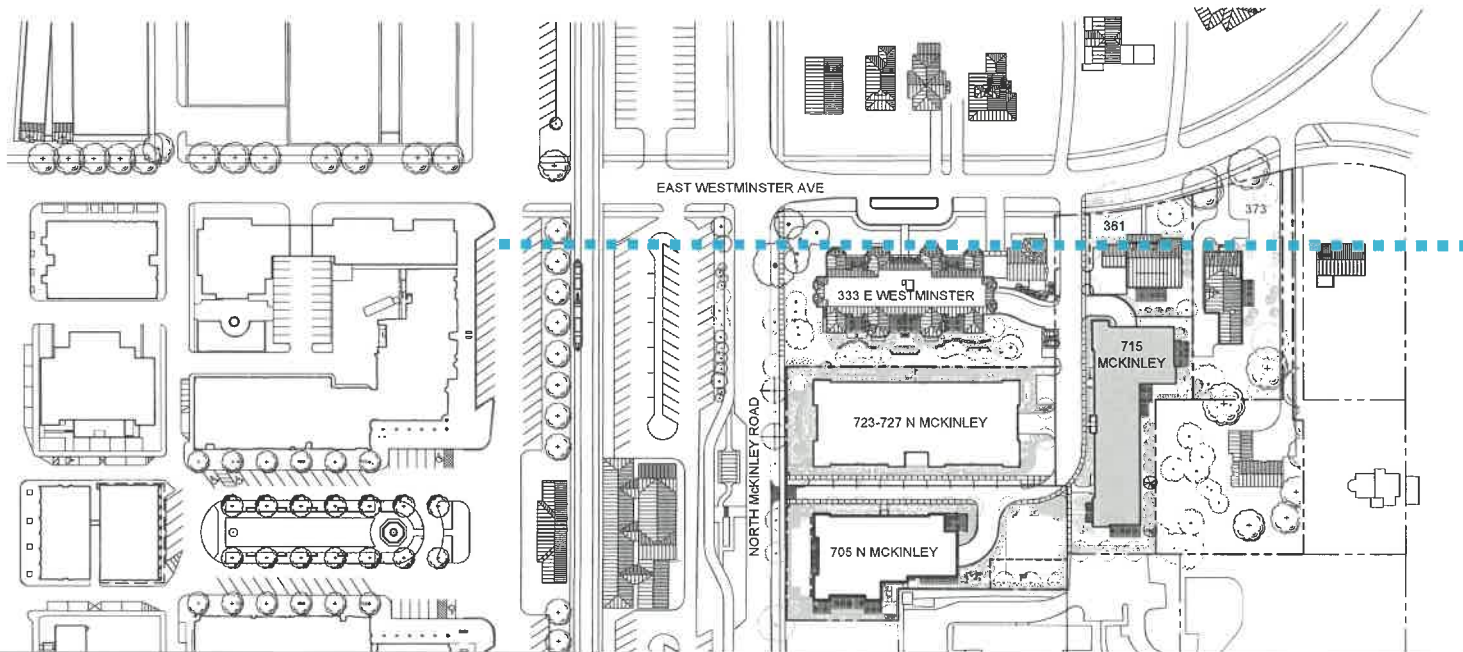 EAST WESTMINSTER AVE
373
361
333 E WESTMINSTER
715
MCKINLEY
723-727 N MCKINLEY
NORTH McKINLEY ROAD
705 N MCKINLEY